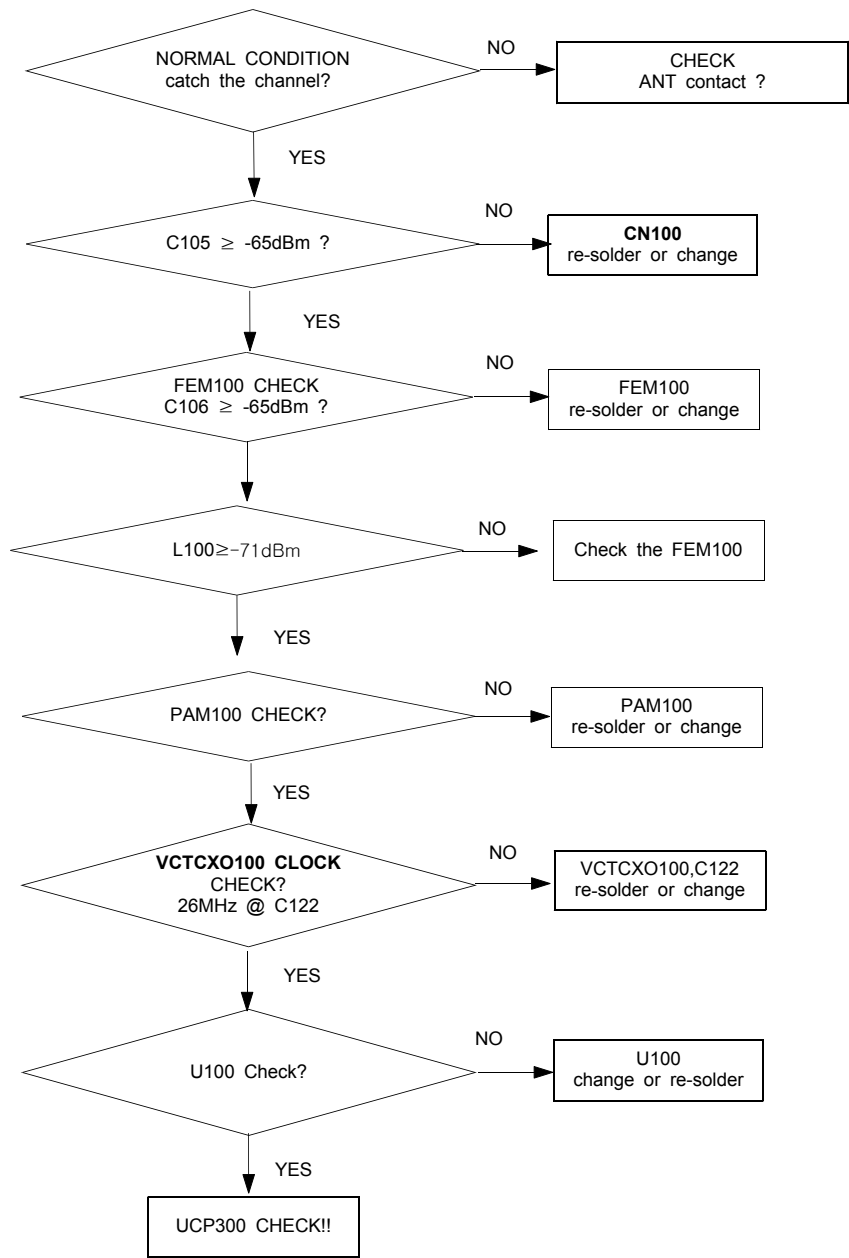 NORMAL CONDITION
catch the channel?
NO
CHECK
ANT contact ?
YES
C105 ≥ -65dBm ?
NO
CN100
re-solder or change
YES
FEM100 CHECK
C106 ≥ -65dBm ?
NO
FEM100
re-solder or change
L100≥-71dBm
NO
Check the FEM100
YES
PAM100 CHECK?
NO
PAM100
re-solder or change
YES
VCTCXO100 CLOCK
CHECK?
26MHz @ C122
NO
VCTCXO100,C122
re-solder or change
YES
U100 Check?
NO
U100
change or re-solder
YES
UCP300 CHECK!!